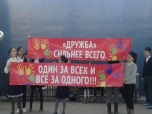 «ДРУЖБА»
СИЛЬНЕЕ ВСЕГО
ОДИН ЗА ВСЕХ И
ВСЕ ЗА ОДНОГО!!!